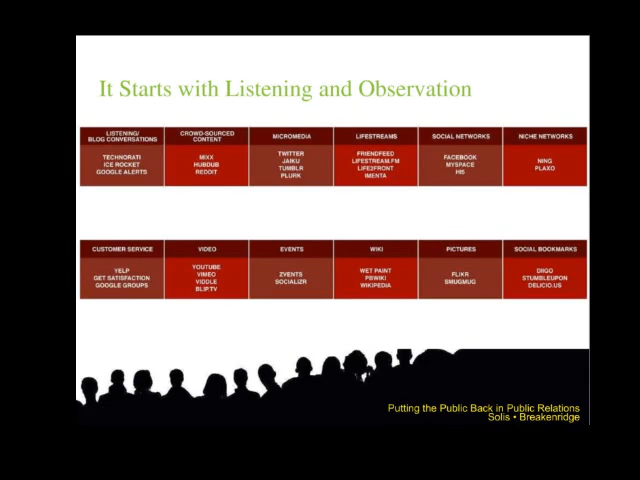 It Starts with Listening and Observation
LISTENING/
BLOG CONVERSATIONS
TECHNORATI
ICE ROCKET
GOOGLE ALERTS
CROWD-SOURCED
CONTENT
MIXX
HUBDUB
REDDIT
MICROMEDIA
TWITTER
JAIKU
TUMBLR
PLURK
LIFESTREAMS
FRIENDFEED
LIFESTREAM.FM
LIFE2FRONT
IMENTA
SOCIAL NETWORKS
FACEBOOK
MYSPACE
HI5
NICHE NETWORKS
NING
PLAXO
CUSTOMER SERVICE
YELP
GET SATISFACTION
GOOGLE GROUPS
VIDEO
YOUTUBE
VIMEO
VIDDLE
BLIP.TV
EVENTS
ZVENTS
SOCIALIZR
WIKI
WET PAINT
PBWIKI
WIKIPEDIA
PICTURES
FLIKR
SMUGMUG
SOCIAL BOOKMARKS
DIIGO
STUMBLEUPON
DELICIO.US
Putting the Public Back in Public Relations
Solis • Breakenridge